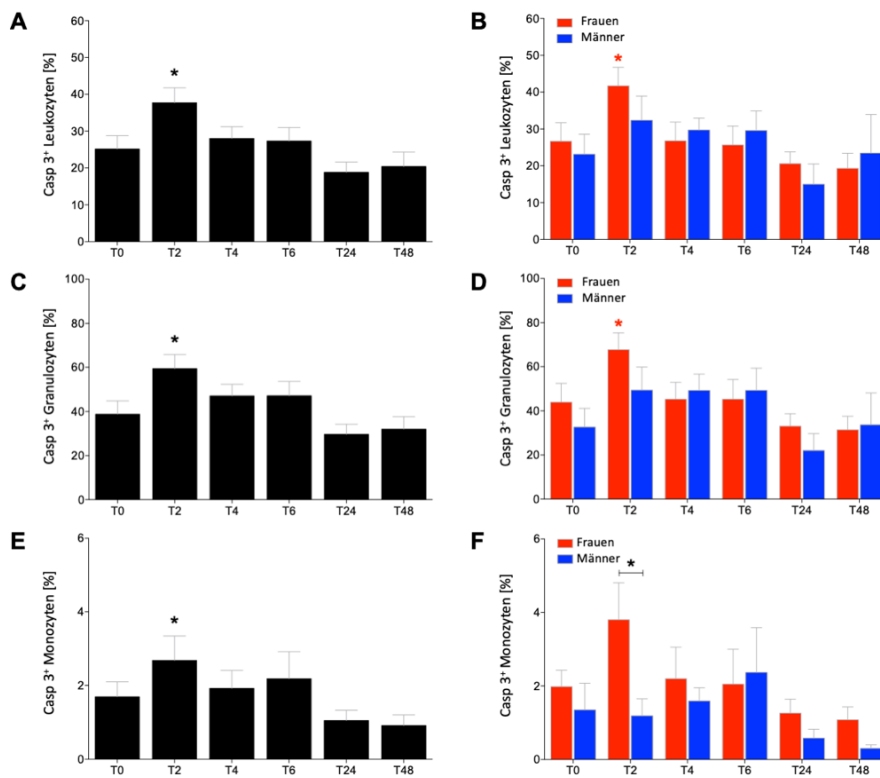 A
Casp 3⁺ Leukozyten [%]
60
50
40
30
20
10
0
*
T0 T2 T4 T6 T24 T48
B
Casp 3⁺ Leukozyten [%]
60
50
40
30
20
10
0
Frauen
Männer
*
T0 T2 T4 T6 T24 T48
C
Casp 3⁺ Granulozyten [%]
100
80
60
40
20
0
*
T0 T2 T4 T6 T24 T48
D
Casp 3⁺ Granulozyten [%]
100
80
60
40
20
0
Frauen
Männer
*
T0 T2 T4 T6 T24 T48
E
Casp 3⁺ Monozyten [%]
6
4
2
0
*
T0 T2 T4 T6 T24 T48
F
Casp 3⁺ Monozyten [%]
6
4
2
0
Frauen
Männer
*
T0 T2 T4 T6 T24 T48